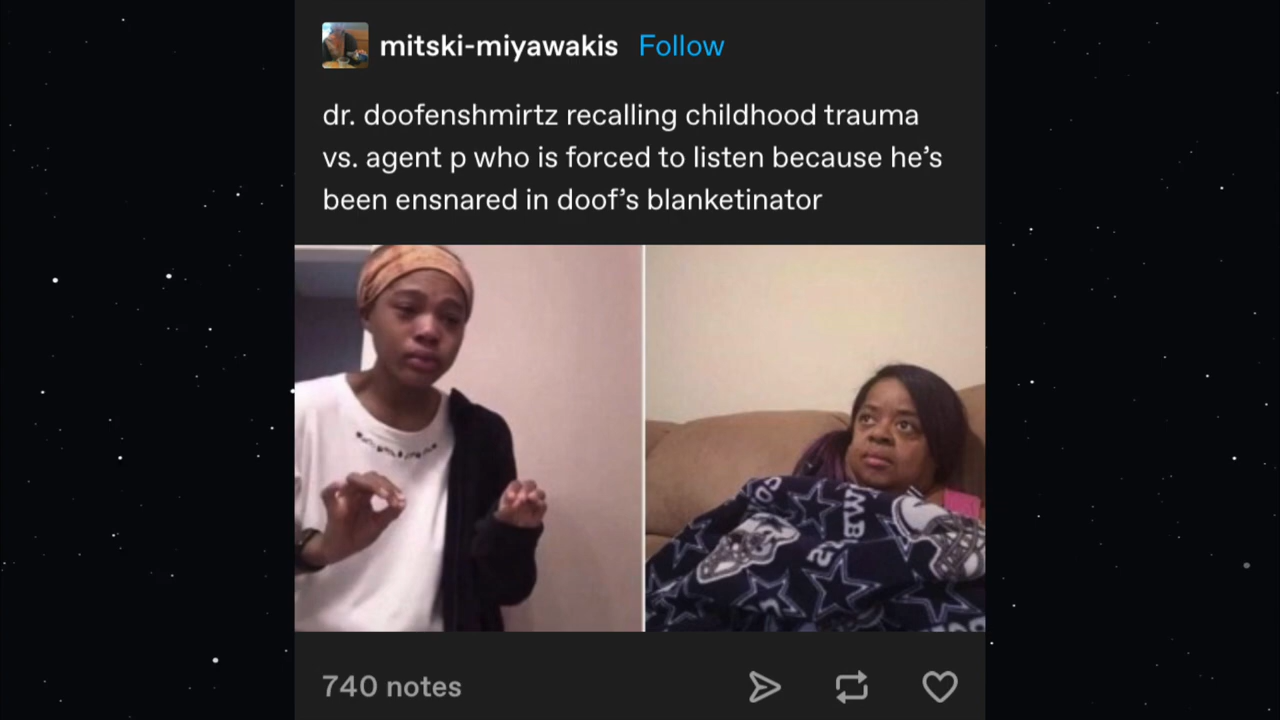 mitski-miyawakis Follow
dr. doofenshmirtz recalling childhood trauma
vs. agent p who is forced to listen because he’s
been ensnared in doof’s blanketinator
740 notes